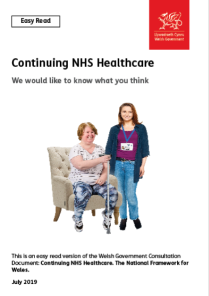 Easy Read
Llywodraeth Cymru
Welsh Government
Continuing NHS Healthcare
We would like to know what you think
This is an easy read version of the Welsh Government Consultation
Document: Continuing NHS Healthcare. The National Framework for
Wales.
July 2019